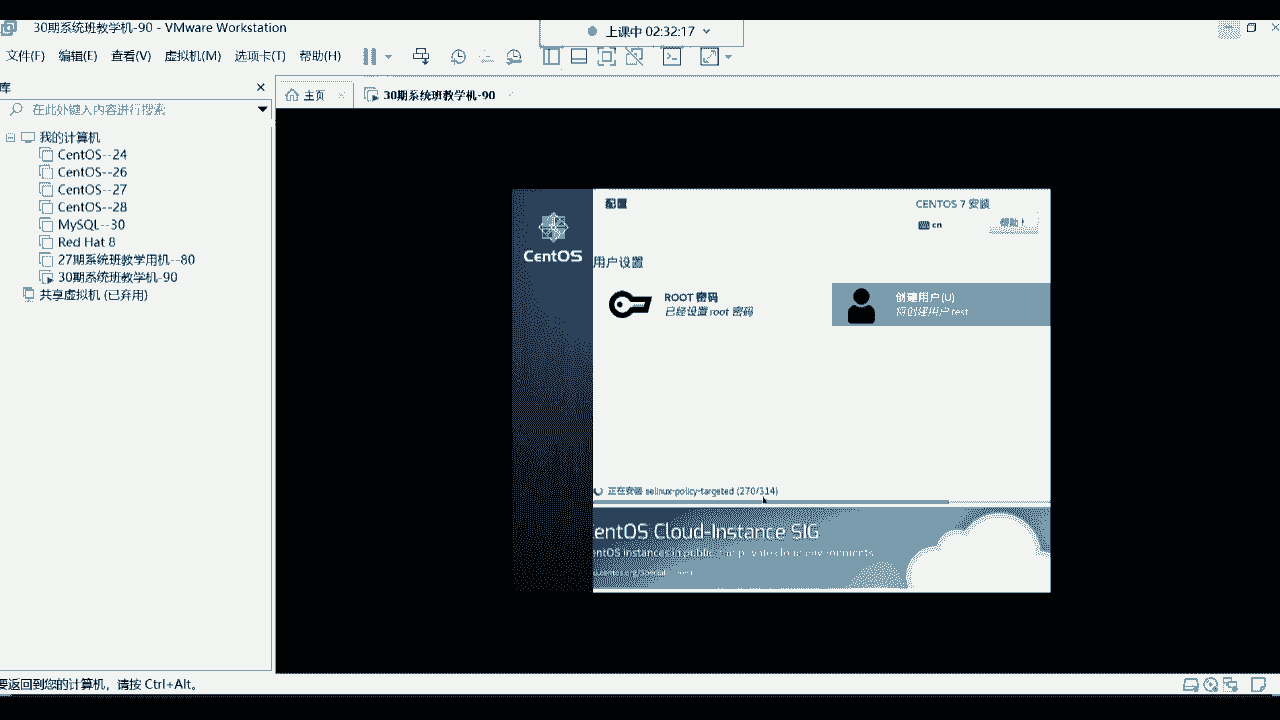 30期系统班教学机-90 - VMware Workstation
上课中 02:32:17
文件(F) 编辑(E) 查看(V) 虚拟机(M) 选项卡(T) 帮助(H)
库
主页
30期系统班教学机-90
在此处键入内容进行搜索
我的计算机
CentOS--24
CentOS--26
CentOS--27
CentOS--28
MySQL--30
Red Hat 8
27期系统班教学用机--80
30期系统班教学机-90
共享虚拟机 (已弃用)
CentOS
配置
CENTOS 7 安装
cn
帮助!
用户设置
ROOT 密码
已经设置 root 密码
创建用户(U)
将创建用户 test
正在安装 selinux-policy-targeted (270/314)
entOS Cloud-Instance SIG
entOS instances in public and private cloud environments
要返回到您的计算机，请按 Ctrl+Alt。